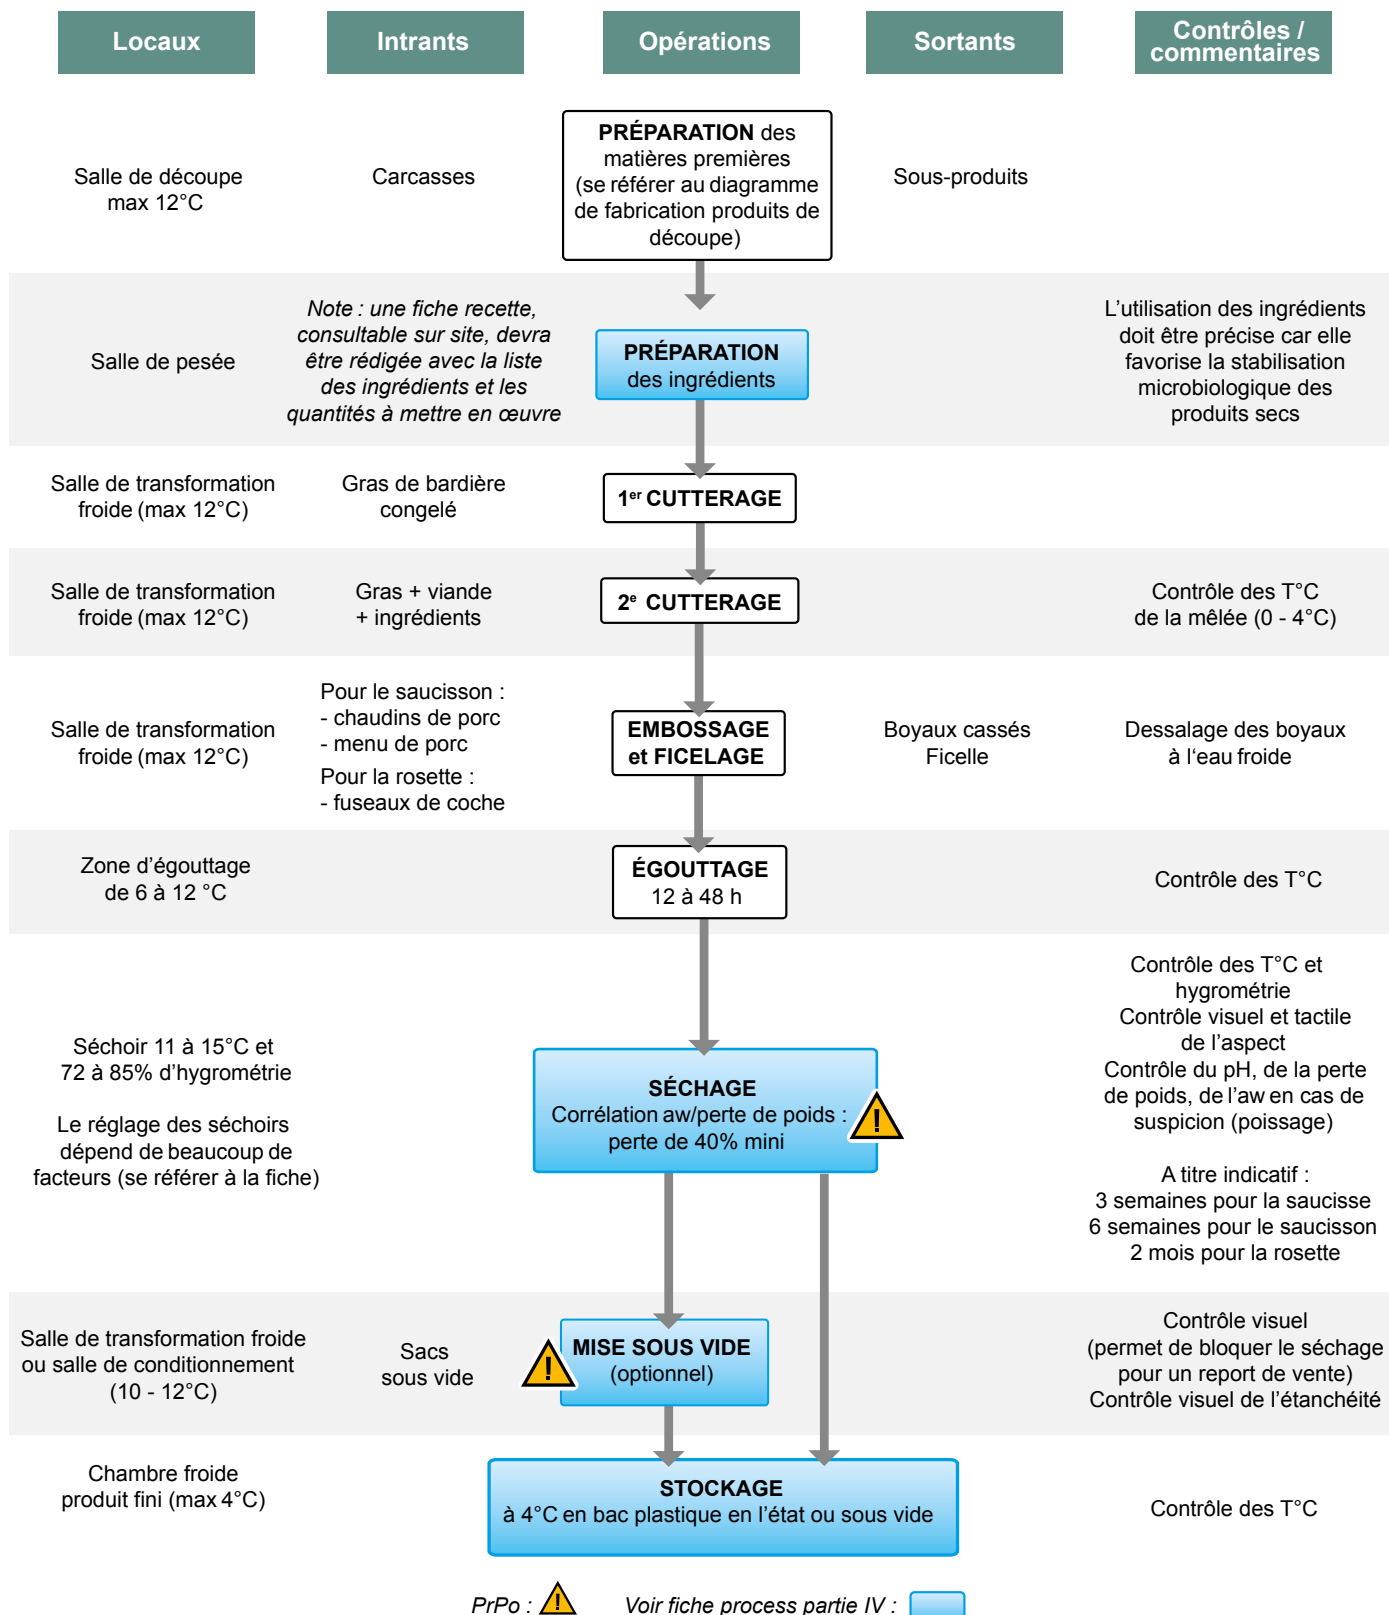 Locaux
Intrants
Opérations
Sortants
Contrôles /
commentaires
Salle de découpe
max 12°C
Carcasses
PRÉPARATION des
matières premières
(se référer au diagramme
de fabrication produits de
découpe)
Sous-produits
Salle de pesée
Note : une fiche recette,
consultable sur site, devra
être rédigée avec la liste
des ingrédients et les
quantités à mettre en œuvre
PRÉPARATION
des ingrédients
L’utilisation des ingrédients
doit être précise car elle
favorise la stabilisation
microbiologique des
produits secs
Salle de transformation
froide (max 12°C)
Gras de bardière
congelé
1er CUTTERAGE
Salle de transformation
froide (max 12°C)
Gras + viande
+ ingrédients
2e CUTTERAGE
Contrôle des T°C
de la mêlée (0 - 4°C)
Salle de transformation
froide (max 12°C)
Pour le saucisson :
- chaudins de porc
- menu de porc
Pour la rosette :
- fuseaux de coche
EMBOSSAGE
et FICELAGE
Boyaux cassés
Ficelle
Dessalage des boyaux
à l‘eau froide
Zone d’égouttage
de 6 à 12 °C
ÉGOUTTAGE
12 à 48 h
Contrôle des T°C
Séchoir 11 à 15°C et
72 à 85% d’hygrométrie
Le réglage des séchoirs
dépend de beaucoup de
facteurs (se référer à la fiche)
SÉCHAGE
Corrélation aw/perte de poids :
perte de 40% mini
Contrôle des T°C et
hygrométrie
Contrôle visuel et tactile
de l’aspect
Contrôle du pH, de la perte
de poids, de l’aw en cas de
suspicion (poissage)
A titre indicatif :
3 semaines pour la saucisse
6 semaines pour le saucisson
2 mois pour la rosette
Salle de transformation froide
ou salle de conditionnement
(10 - 12°C)
Sacs
sous vide
MISE SOUS VIDE
(optionnel)
Contrôle visuel
(permet de bloquer le séchage
pour un report de vente)
Contrôle visuel de l’étanchéité
Chambre froide
produit fini (max 4°C)
STOCKAGE
à 4°C en bac plastique en l’état ou sous vide
Contrôle des T°C
PrPo :
Voir fiche process partie IV :